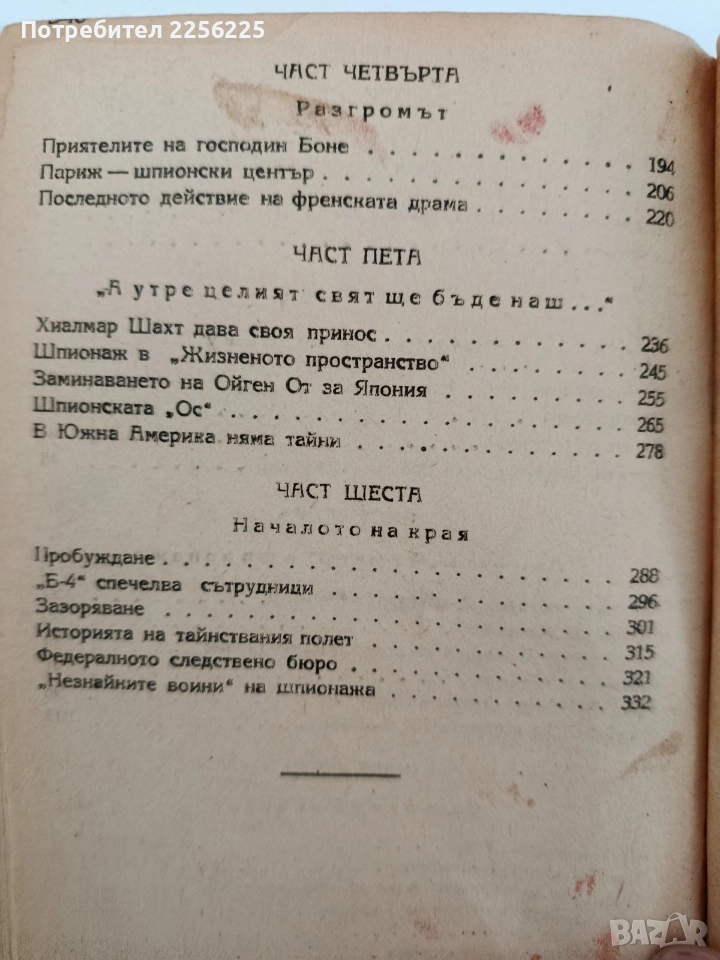 Потребител 2256225
ЧАСТ ЧЕТВЪРТА
Разгромът
Приятелите на господин Боне . . . . . . . . . . . 194
Париж — шпионски център . . . . . . . . . . . . 206
Последното действие на френската драма . . . . . . . 220
ЧАСТ ПЕТА
„А утре целият свят ще бъде наш . . .“
Хиалмар Шахт дава своя принос . . . . . . . . . . 236
Шпионаж в „Жизненото пространство“ . . . . . . . . 245
Заминаването на Ойген От за Япония . . . . . . . . 255
Шпионската „Ос“ . . . . . . . . . . . . . . . 265
В Южна Америка няма тайни . . . . . . . . . . . 278
ЧАСТ ШЕСТА
Началото на края
Пробуждане . . . . . . . . . . . . . . . . . 288
„Б-4“ спечелва сътрудници . . . . . . . . . . . . 296
Зазоряване . . . . . . . . . . . . . . . . . 301
Историята на тайнствания полет . . . . . . . . . . 315
Федералното следствено бюро . . . . . . . . . . . 321
„Незнайните воини“ на шпионажа . . . . . . . . . 332
BAZAR